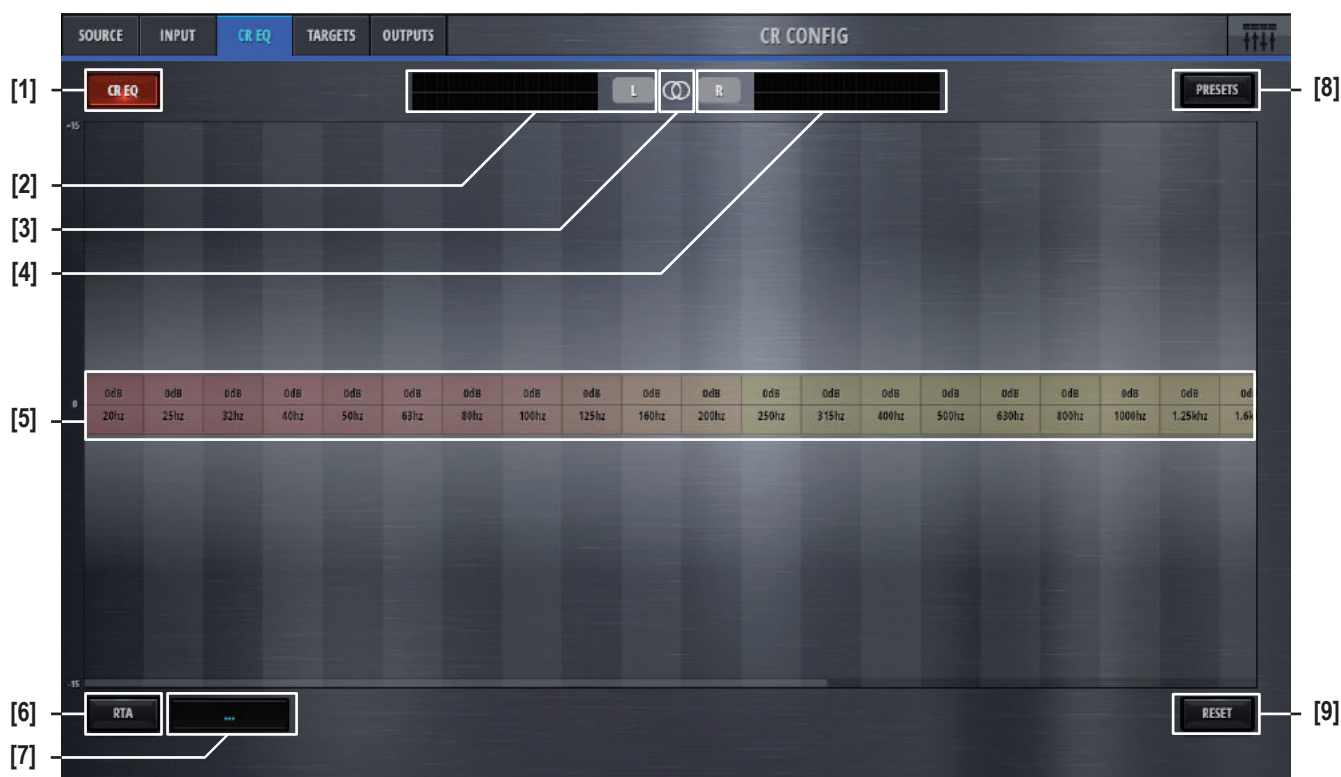 SOURCE INPUT CR EQ TARGETS OUTPUTS CR CONFIG
[1] CR EQ L R PRESETS [8]
+15
[2]
[3]
[4]
0dB 0dB 0dB 0dB 0dB 0dB 0dB 0dB 0dB 0dB 0dB 0dB 0dB 0dB 0dB 0dB 0dB 0dB 0dB 0d
0
[5] 20hz 25hz 32hz 40hz 50hz 63hz 80hz 100hz 125hz 160hz 200hz 250hz 315hz 400hz 500hz 630hz 800hz 1000hz 1.25khz 1.6k
-15
[6] RTA ... RESET [9]
[7]